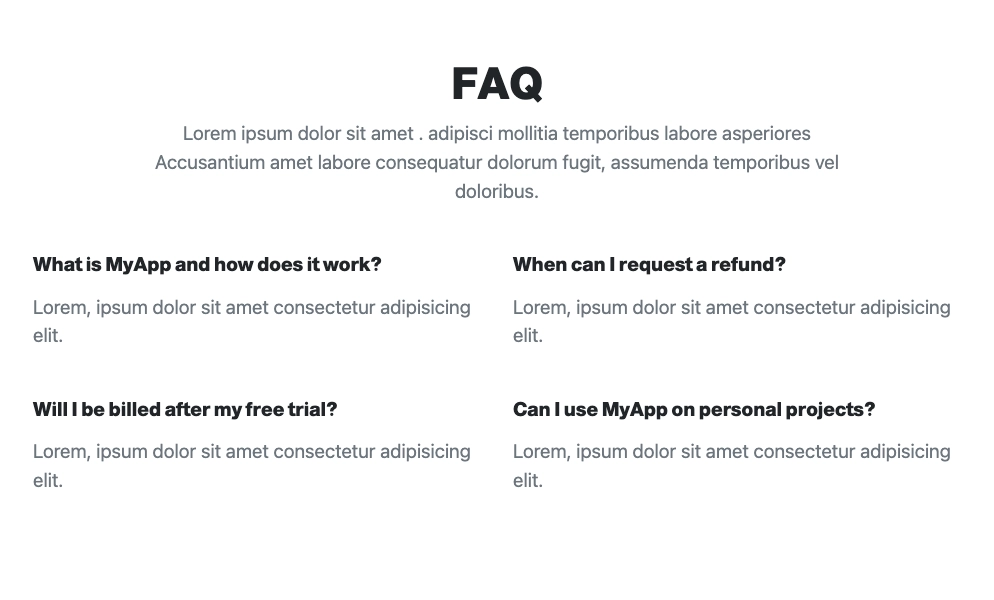 FAQ
Lorem ipsum dolor sit amet . adipisci mollitia temporibus labore asperiores
Accusantium amet labore consequatur dolorum fugit, assumenda temporibus vel
doloribus.
What is MyApp and how does it work?
Lorem, ipsum dolor sit amet consectetur adipisicing
elit.
When can I request a refund?
Lorem, ipsum dolor sit amet consectetur adipisicing
elit.
Will I be billed after my free trial?
Lorem, ipsum dolor sit amet consectetur adipisicing
elit.
Can I use MyApp on personal projects?
Lorem, ipsum dolor sit amet consectetur adipisicing
elit.